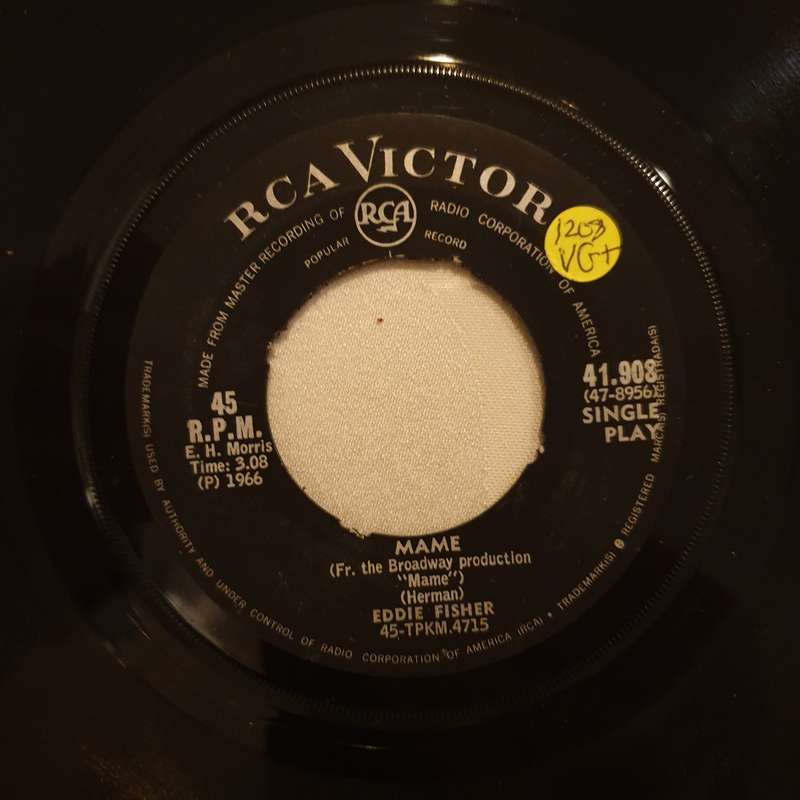 RCA VICTOR
RCA
MADE FROM MASTER RECORDING OF RADIO CORPORATION OF AMERICA
POPULAR RECORD
VG+
45
R.P.M.
E. H. Morris
Time: 3.08
(P) 1966
41.908
(47-8956)
SINGLE
PLAY
MAME
(Fr. the Broadway production
"Mame")
(Herman)
EDDIE FISHER
45-TPKM.4715
TRADEMARK(S) USED BY AUTHORITY AND UNDER CONTROL OF RADIO CORPORATION OF AMERICA (RCA) • TRADEMARK(S) ® REGISTERED MARCA(S) REGISTRADA(S)